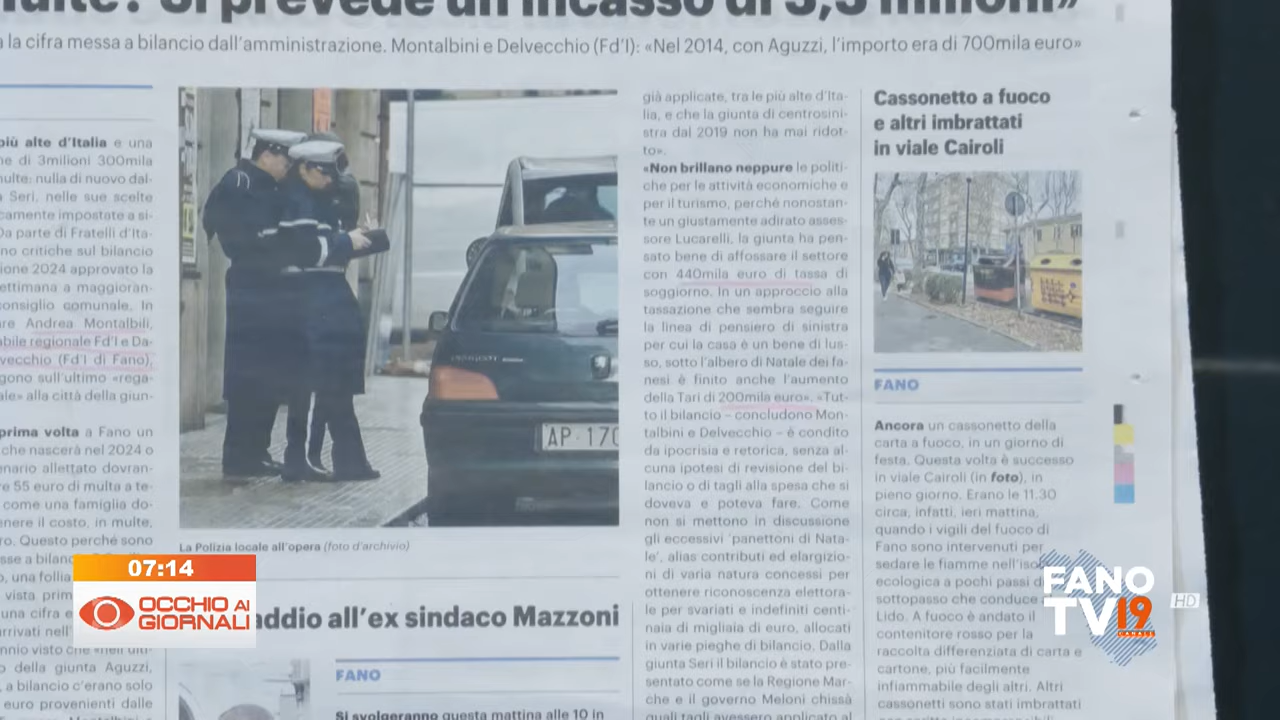 Si prevede un incasso di 3,3 milioni»
la cifra messa a bilancio dall'amministrazione. Montalbini e Delvecchio (Fd'I): «Nel 2014, con Aguzzi, l'importo era di 700mila euro»
più alte d'Italia e una
ne di 3milioni 300mila
multe: nulla di nuovo dal-
Seri, nelle sue scelte
camente impostate a si-
Da parte di Fratelli d'Ita-
no critiche sul bilancio
ione 2024 approvato la
ettimana a maggioran-
consiglio comunale. In
are Andrea Montalbili,
abile regionale Fd'I e Da-
vecchio (Fd'I di Fano),
gono sull'ultimo «rega-
ale» alla città della giun-
prima volta a Fano un
che nascerà nel 2024 o
enario allettato dovran-
re 55 euro di multa a te-
come una famiglia do-
enere il costo, in multe,
ro. Questo perché sono
sse a bilanc
, una follia
vista prim
una cifra e
arrivati nell'
nnio visto che «nell'ulti-
della giunta Aguzzi,
, a bilancio c'erano solo
euro provenienti dalle
AP·170
La Polizia locale all'opera (foto d'archivio)
addio all'ex sindaco Mazzoni
FANO
Si svolgeranno questa mattina alle 10 in
già applicate, tra le più alte d'Ita-
lia, e che la giunta di centrosini-
stra dal 2019 non ha mai ridot-
to».
«Non brillano neppure le politi-
che per le attività economiche e
per il turismo, perché nonostan-
te un giustamente adirato asses-
sore Lucarelli, la giunta ha pen-
sato bene di affossare il settore
con 440mila euro di tassa di
soggiorno. In un approccio alla
tassazione che sembra seguire
la linea di pensiero di sinistra
per cui la casa è un bene di lus-
so, sotto l'albero di Natale dei fa-
nesi è finito anche l'aumento
della Tari di 200mila euro». «Tut-
to il bilancio – concludono Mon-
talbini e Delvecchio – é condito
da ipocrisia e retorica, senza al-
cuna ipotesi di revisione del bi-
lancio o di tagli alla spesa che si
doveva e poteva fare. Come
non si mettono in discussione
gli eccessivi 'panettoni di Nata-
le', alias contributi ed elargizio-
ni di varia natura concessi per
ottenere riconoscenza elettora-
le per svariati e indefiniti centi-
naia di migliaia di euro, allocati
in varie pieghe di bilancio. Dalla
giunta Seri il bilancio è stato pre-
sentato come se la Regione Mar-
che e il governo Meloni chissà
quali tagli avessero applicato al
Cassonetto a fuoco
e altri imbrattati
in viale Cairoli
FANO
Ancora un cassonetto della
carta a fuoco, in un giorno di
festa. Questa volta è successo
in viale Cairoli (in foto), in
pieno giorno. Erano le 11.30
circa, infatti, ieri mattina,
quando i vigili del fuoco di
Fano sono intervenuti per
sedare le fiamme nell'isola
ecologica a pochi passi d
sottopasso che conduce
Lido. A fuoco è andato il
contenitore rosso per la
raccolta differenziata di carta e
cartone, più facilmente
infiammabile degli altri. Altri
cassonetti sono stati imbrattati
07:14
OCCHIO AI
GIORNALI
FANO
TV 19
CANALE
HD